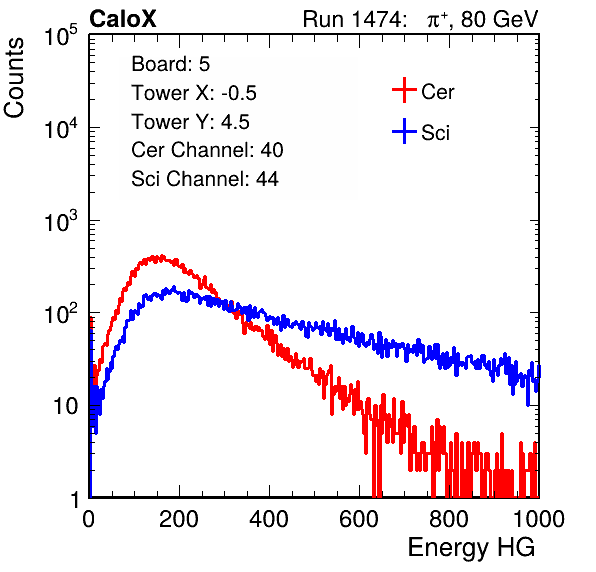 CaloX Run 1474: π⁺, 80 GeV
Counts
10⁵
10⁴
10³
10²
10
1
Board: 5
Tower X: -0.5
Tower Y: 4.5
Cer Channel: 40
Sci Channel: 44
Cer
Sci
0 200 400 600 800 1000
Energy HG